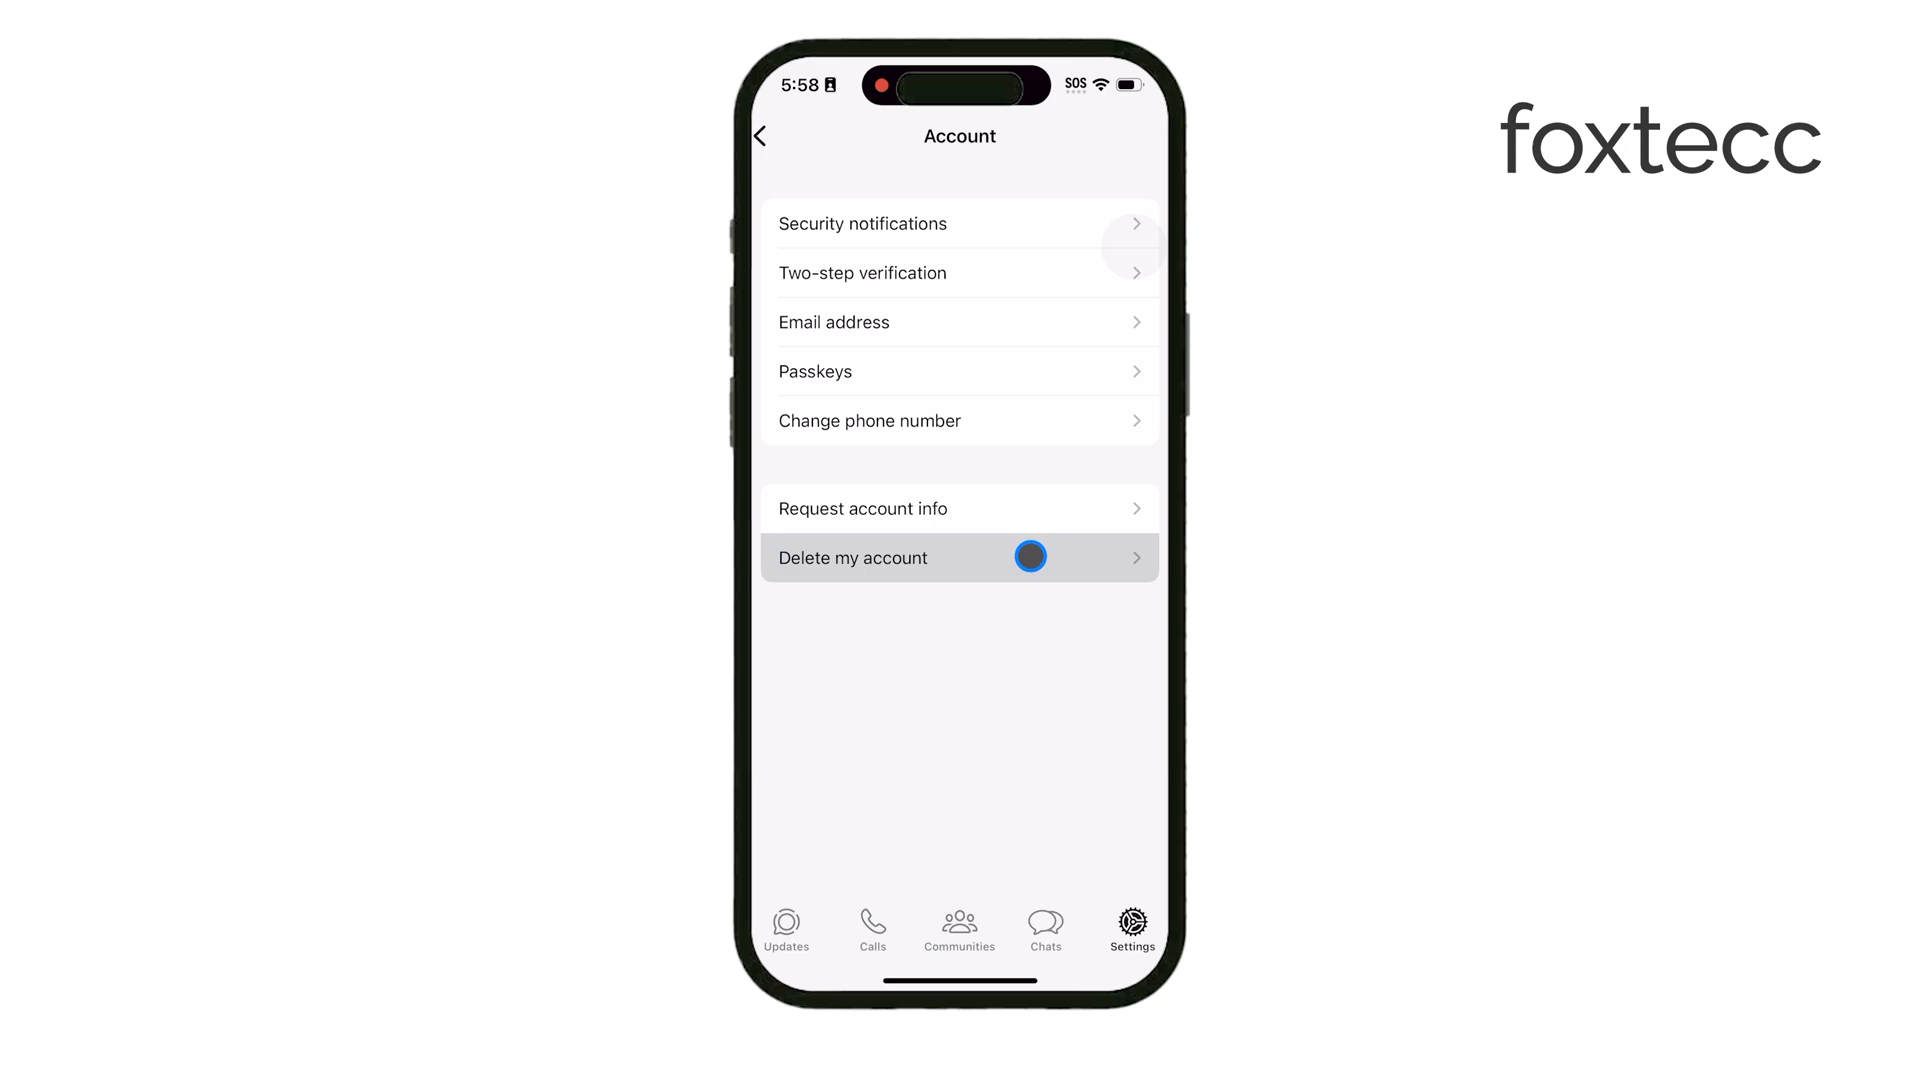 5:58
SOS
foxtecc
Account
Security notifications
Two-step verification
Email address
Passkeys
Change phone number
Request account info
Delete my account
Updates
Calls
Communities
Chats
Settings